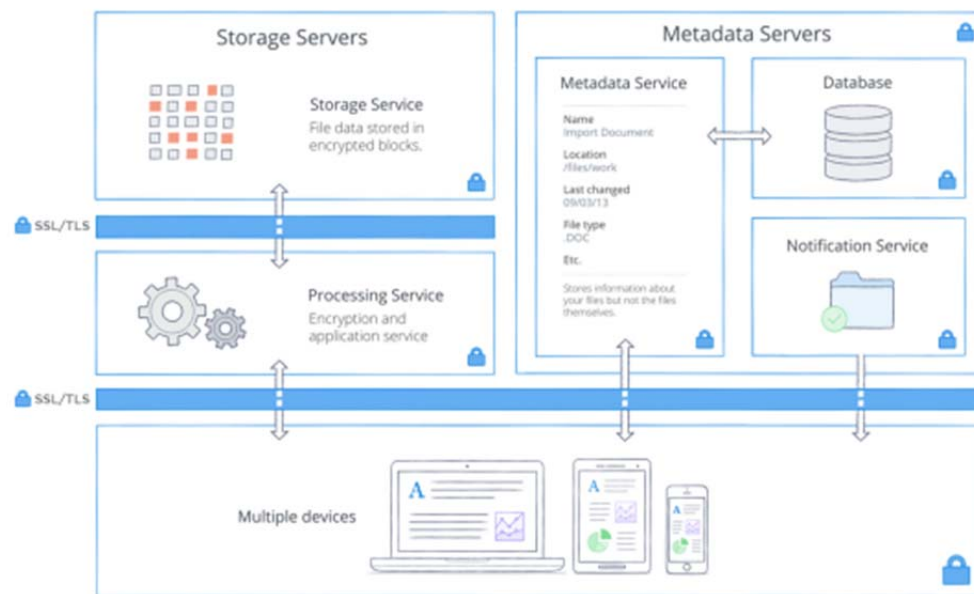 Storage Servers
Storage Service
File data stored in
encrypted blocks.
SSL/TLS
Processing Service
Encryption and
application service
Metadata Servers
Metadata Service
Name
Import Document
Location
/files/work
Last changed
09/03/13
File type
.DOC
Etc.
Stores information about
your files but not the files
themselves.
Database
Notification Service
SSL/TLS
Multiple devices
A
A
A